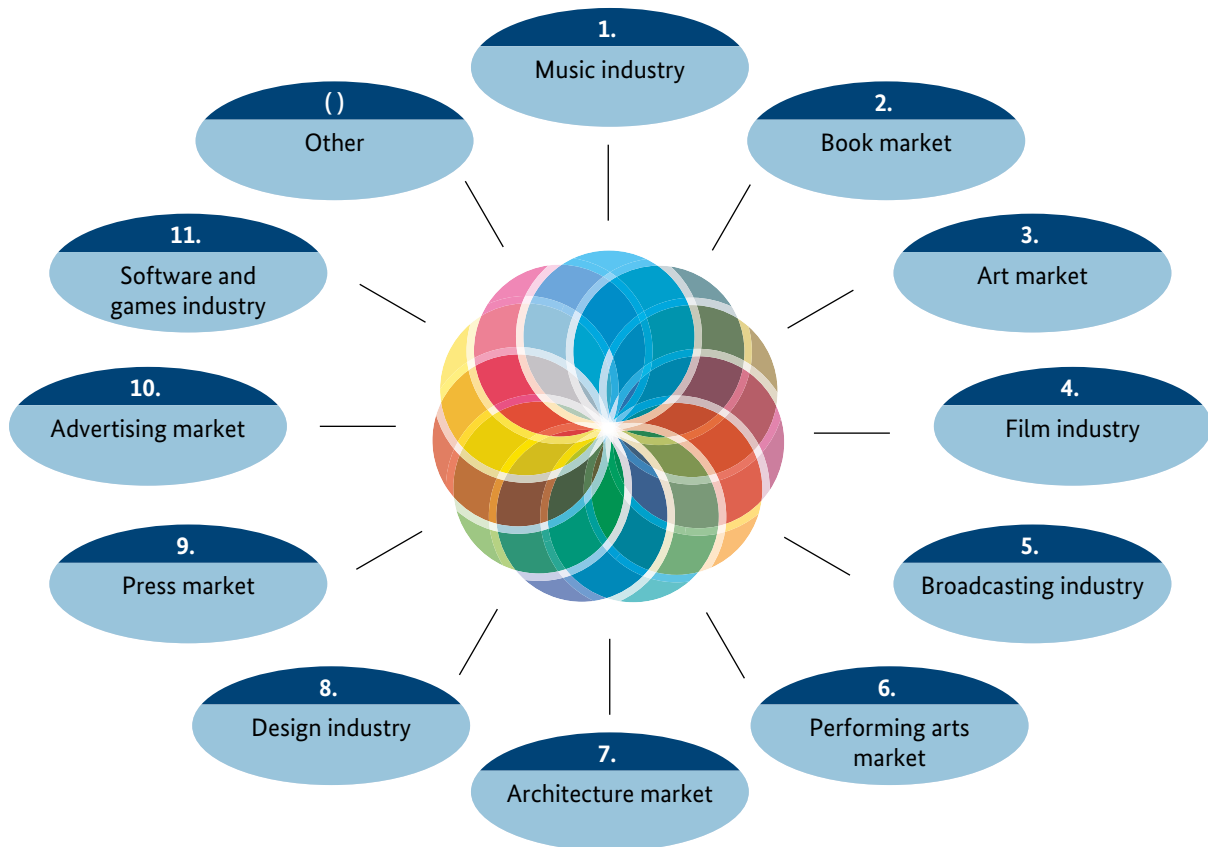 1.
Music industry
2.
Book market
3.
Art market
4.
Film industry
5.
Broadcasting industry
6.
Performing arts
market
7.
Architecture market
8.
Design industry
9.
Press market
10.
Advertising market
11.
Software and
games industry
( )
Other